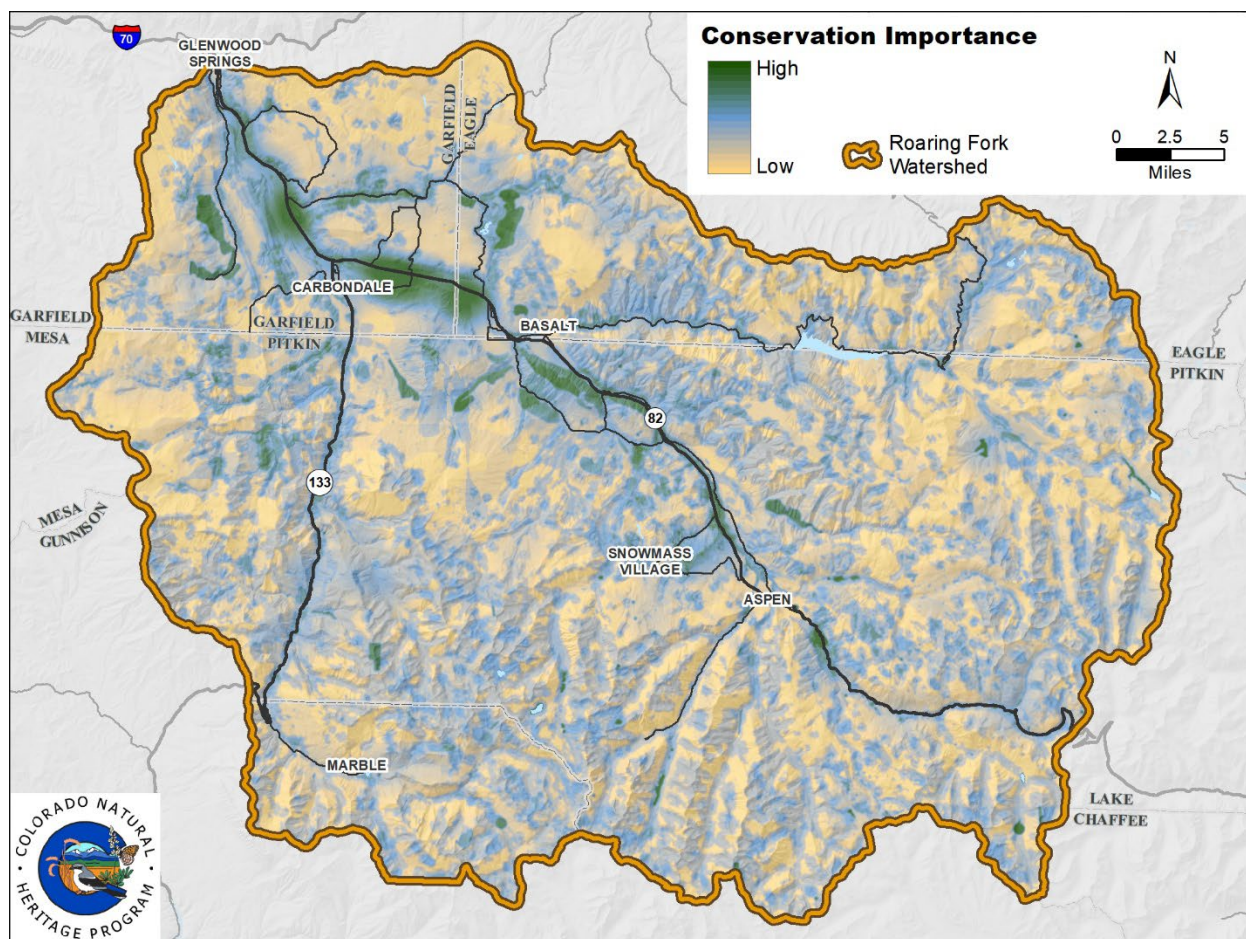 70
GLENWOOD
SPRINGS
Conservation Importance
High
Low
Roaring Fork
Watershed
N
0 2.5 5
Miles
GARFIELD
EAGLE
CARBONDALE
GARFIELD
MESA
GARFIELD
PITKIN
BASALT
EAGLE
PITKIN
82
133
MESA
GUNNISON
SNOWMASS
VILLAGE
ASPEN
MARBLE
LAKE
CHAFFEE
COLORADO NATURAL
HERITAGE PROGRAM